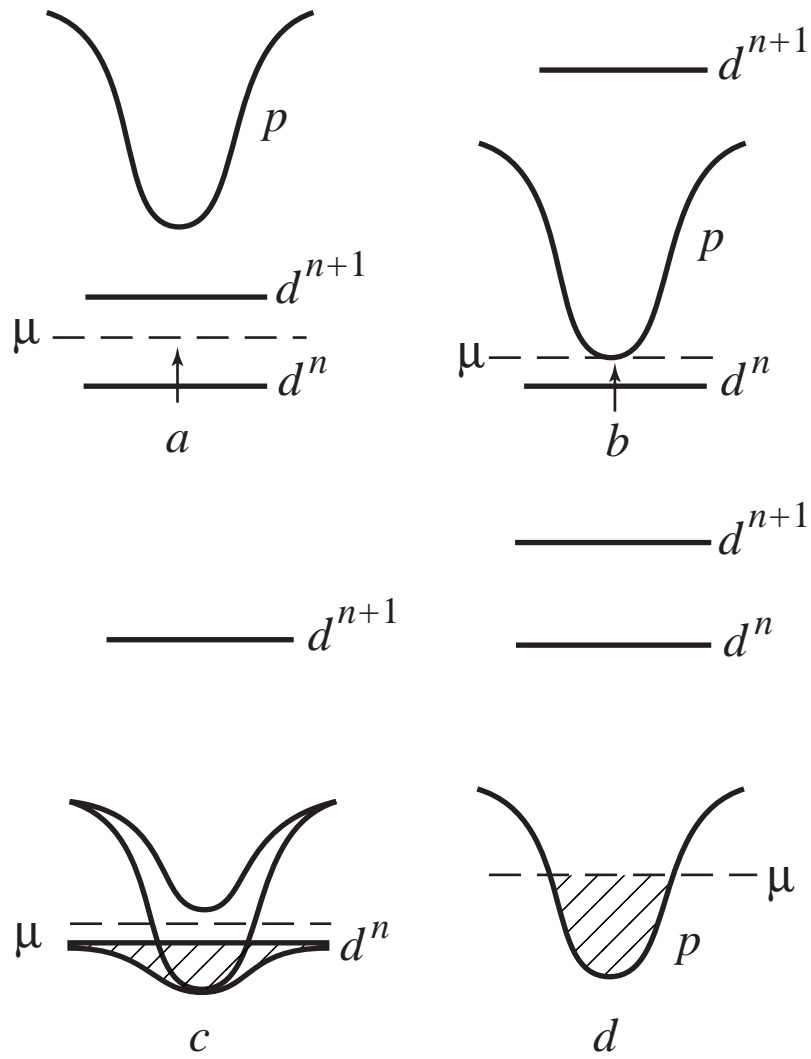 p
d^{n+1}
μ
d^n
a
d^{n+1}
p
μ
d^n
b
d^{n+1}
μ
d^n
c
d^{n+1}
d^n
μ
p
d